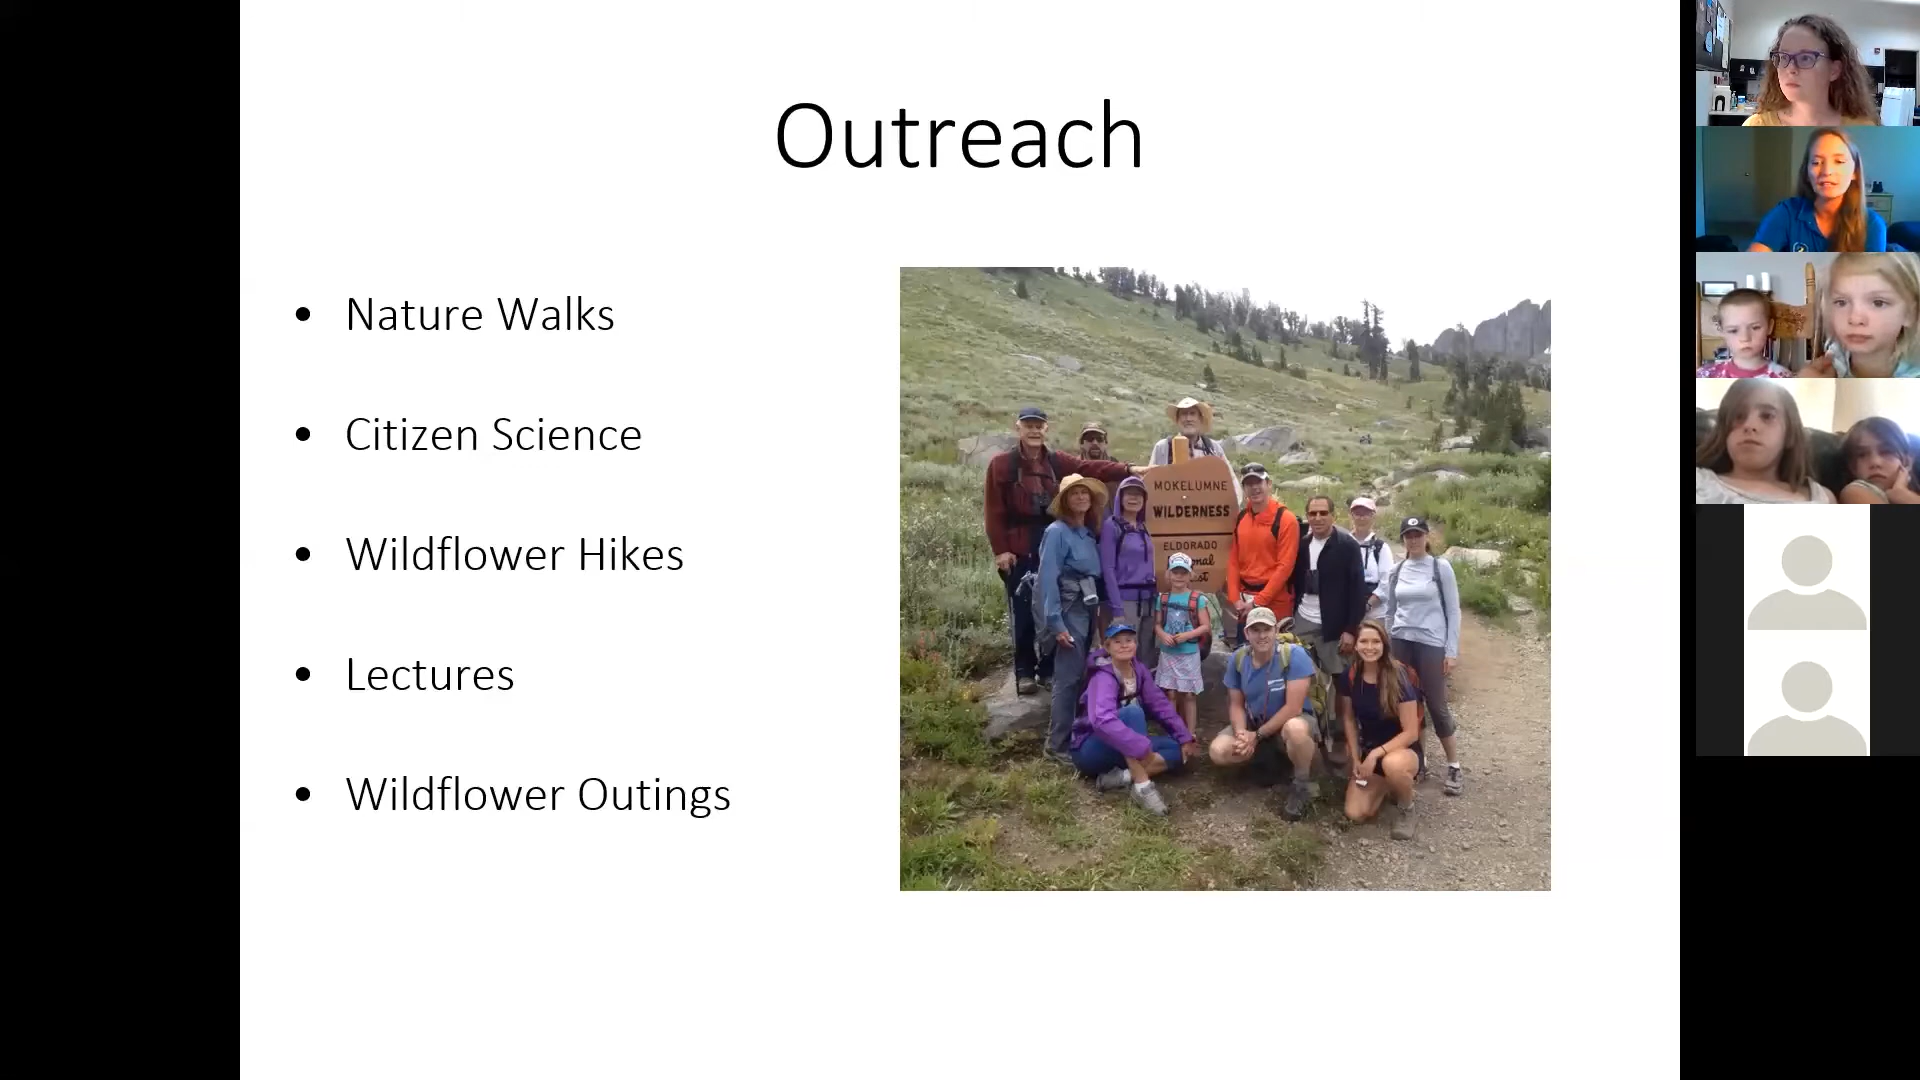 Outreach
• Nature Walks
• Citizen Science
• Wildflower Hikes
• Lectures
• Wildflower Outings
MOKELUMNE
WILDERNESS
ELDORADO